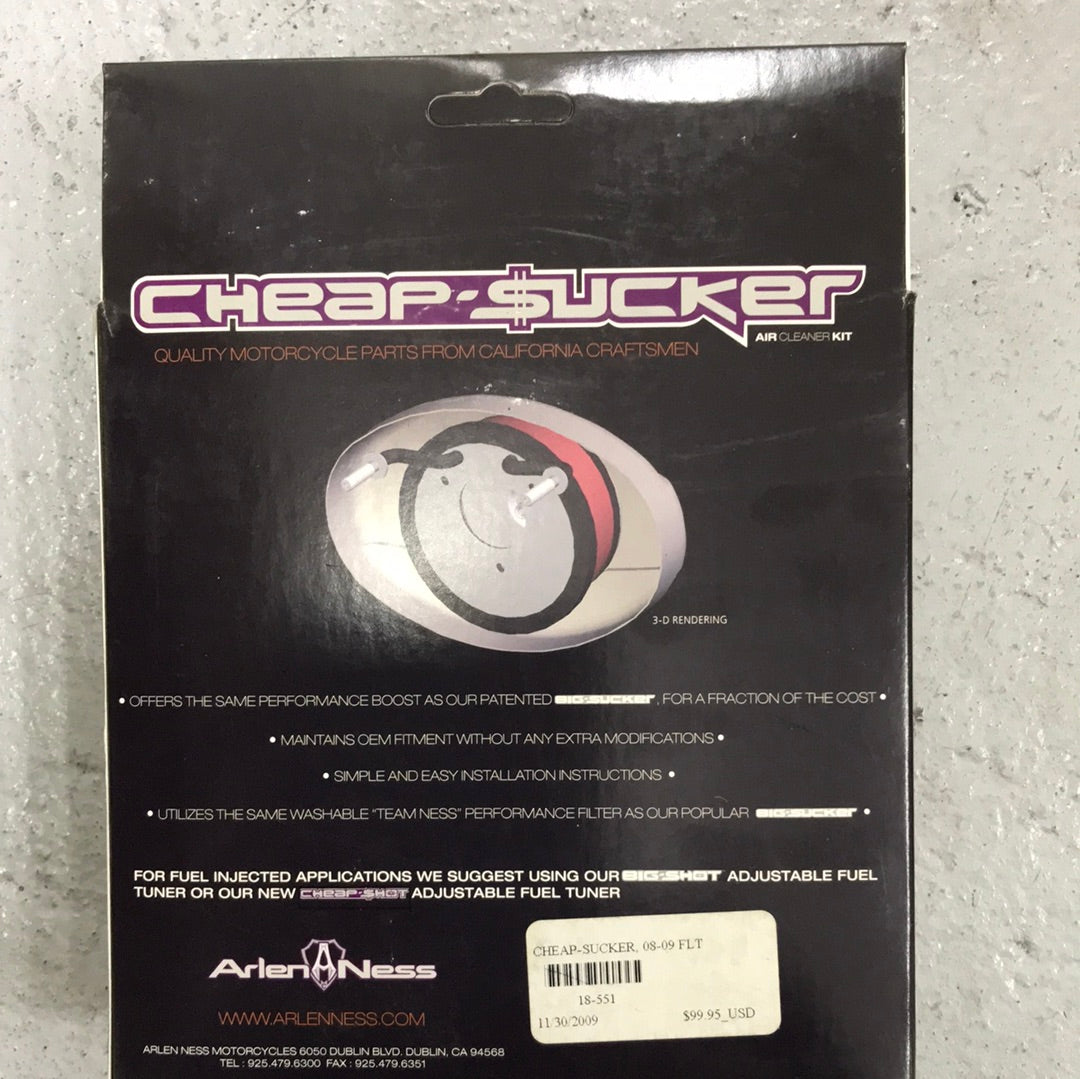 CHEAP-$UCKER
AIR CLEANER KIT
QUALITY MOTORCYCLE PARTS FROM CALIFORNIA CRAFTSMEN
3-D RENDERING
• OFFERS THE SAME PERFORMANCE BOOST AS OUR PATENTED BIG-SUCKER, FOR A FRACTION OF THE COST •
• MAINTAINS OEM FITMENT WITHOUT ANY EXTRA MODIFICATIONS •
• SIMPLE AND EASY INSTALLATION INSTRUCTIONS •
• UTILIZES THE SAME WASHABLE "TEAM NESS" PERFORMANCE FILTER AS OUR POPULAR BIG-SUCKER •
FOR FUEL INJECTED APPLICATIONS WE SUGGEST USING OUR BIG-SHOT ADJUSTABLE FUEL
TUNER OR OUR NEW CHEAP-SHOT ADJUSTABLE FUEL TUNER
Arlen Ness
WWW.ARLENNESS.COM
ARLEN NESS MOTORCYCLES 6050 DUBLIN BLVD. DUBLIN, CA 94568
TEL : 925.479.6300 FAX : 925.479.6351
CHEAP-SUCKER, 08-09 FLT
18-551
11/30/2009 $99.95_USD